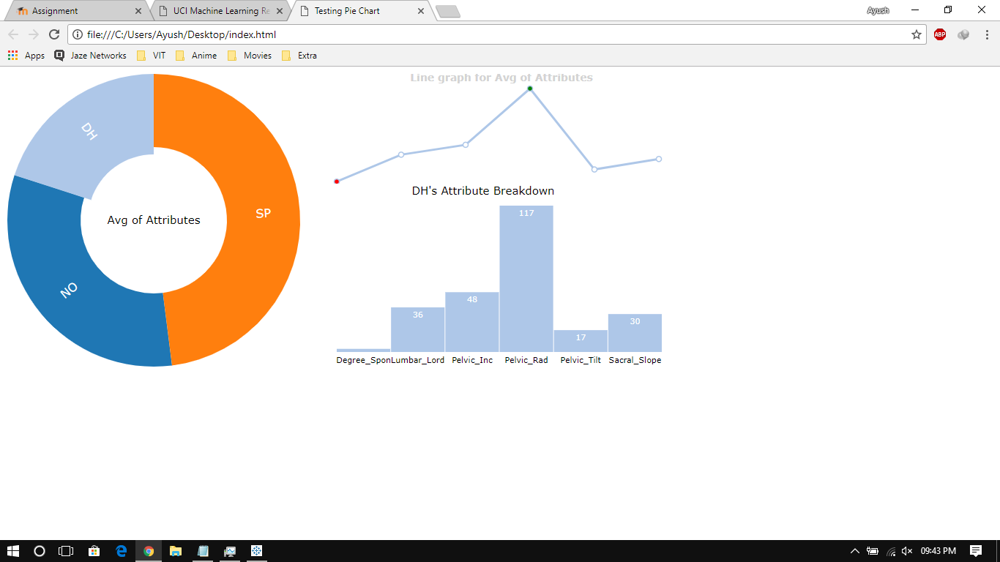 Assignment
UCI Machine Learning Re
Testing Pie Chart
Ayush
file:///C:/Users/Ayush/Desktop/index.html
ABP
Apps
Jaze Networks
VIT
Anime
Movies
Extra
Line graph for Avg of Attributes
DH
SP
NO
Avg of Attributes
DH's Attribute Breakdown
117
48
36
30
17
Degree_Spon
Lumbar_Lord
Pelvic_Inc
Pelvic_Rad
Pelvic_Tilt
Sacral_Slope
09:43 PM